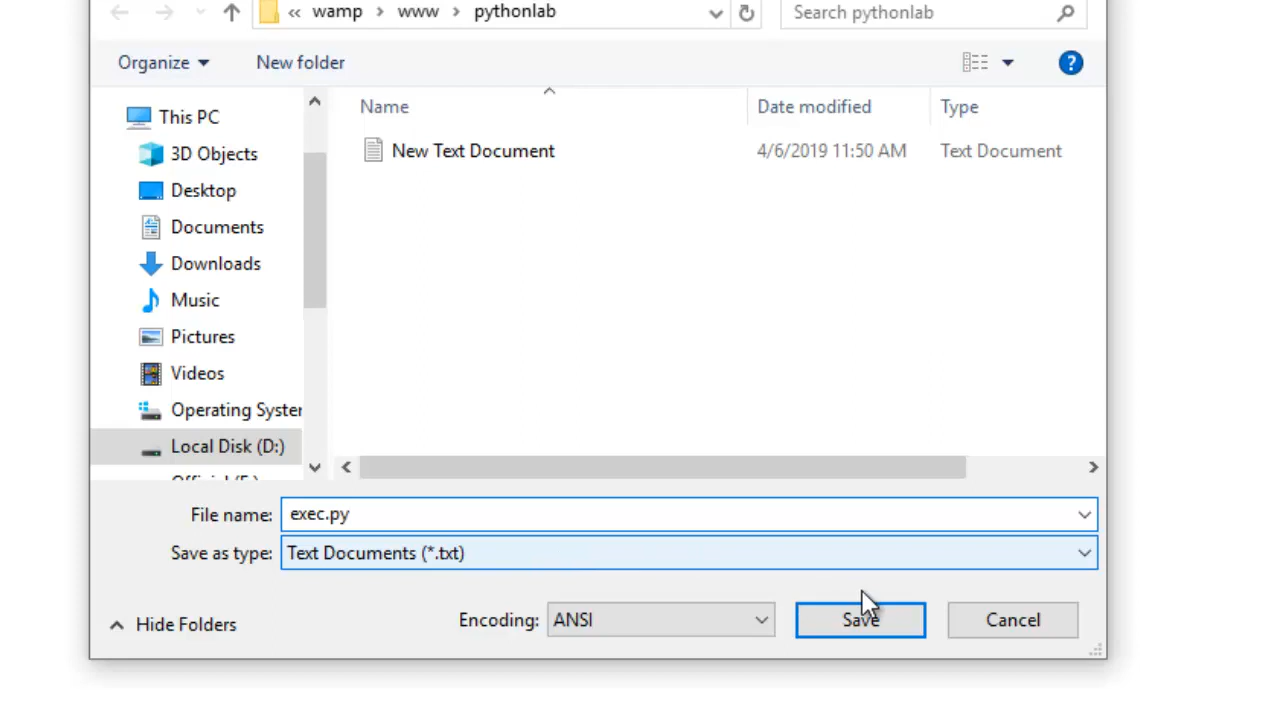 « wamp > www > pythonlab
Search pythonlab
Organize
New folder
?
Name
Date modified
Type
This PC
3D Objects
Desktop
Documents
Downloads
Music
Pictures
Videos
Operating Syster
Local Disk (D:)
New Text Document
4/6/2019 11:50 AM
Text Document
File name: exec.py
Save as type: Text Documents (*.txt)
Hide Folders
Encoding: ANSI
Save
Cancel